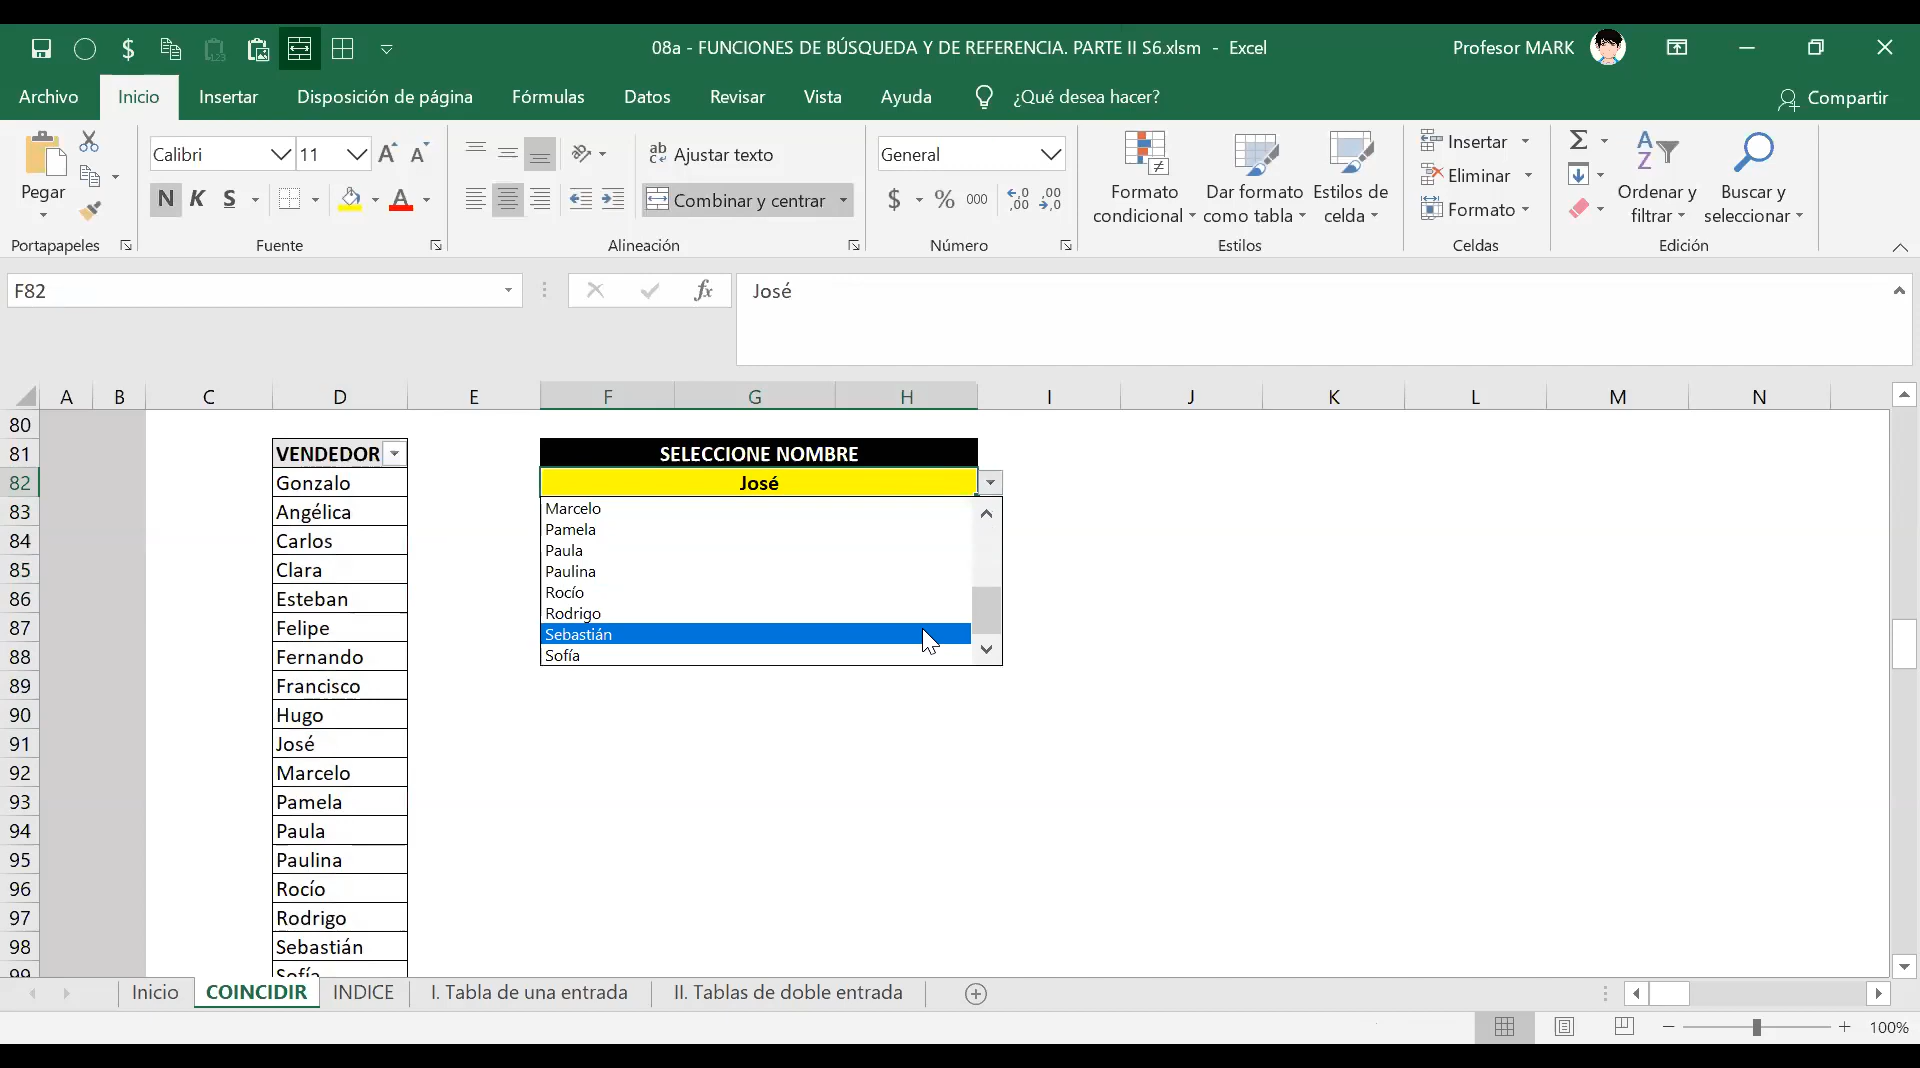 08a - FUNCIONES DE BÚSQUEDA Y DE REFERENCIA. PARTE II S6.xlsm - Excel
Profesor MARK
Archivo Inicio Insertar Disposición de página Fórmulas Datos Revisar Vista Ayuda ¿Qué desea hacer? Compartir
Pegar
Portapapeles
Calibri 11
N K S
Fuente
Ajustar texto
Combinar y centrar
Alineación
General
$ % 000
Número
Formato condicional
Dar formato como tabla
Estilos de celda
Estilos
Insertar
Eliminar
Formato
Celdas
Ordenar y filtrar
Buscar y seleccionar
Edición
F82 fx José
A B C D E F G H I J K L M N
80
81 VENDEDOR SELECCIONE NOMBRE
82 Gonzalo José
83 Angélica
84 Carlos
85 Clara
86 Esteban
87 Felipe
88 Fernando
89 Francisco
90 Hugo
91 José
92 Marcelo
93 Pamela
94 Paula
95 Paulina
96 Rocío
97 Rodrigo
98 Sebastián
99 Sofía
Marcelo
Pamela
Paula
Paulina
Rocío
Rodrigo
Sebastián
Sofía
Inicio COINCIDIR INDICE I. Tabla de una entrada II. Tablas de doble entrada
100%